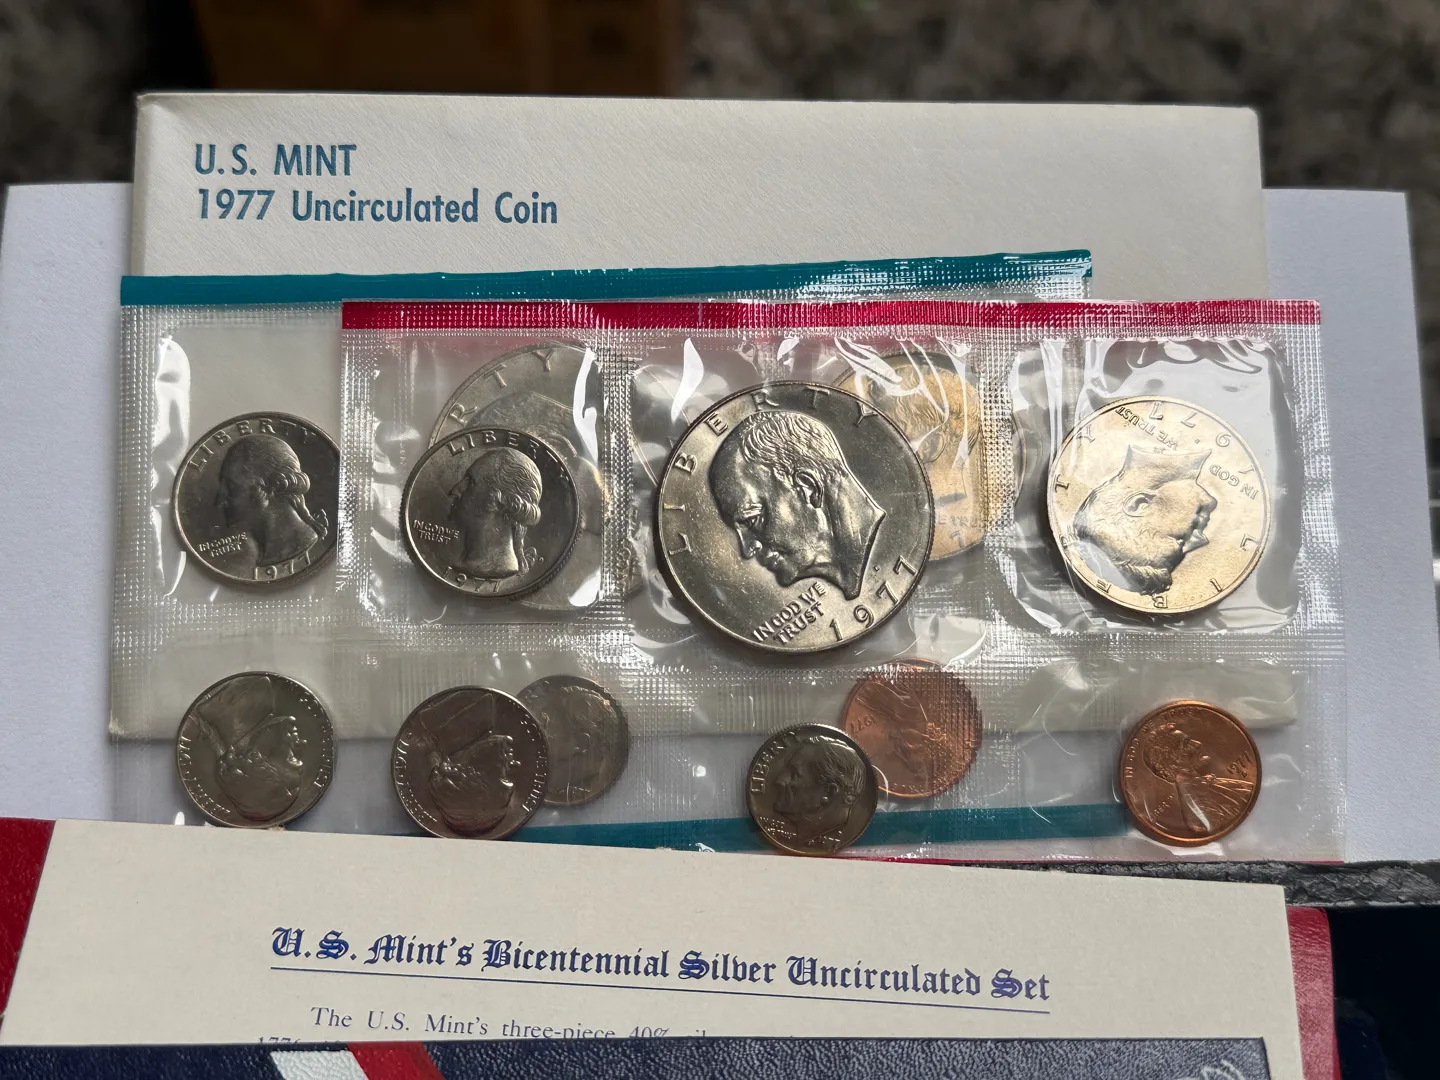 U.S. MINT
1977 Uncirculated Coin
LIBERTY
IN GOD WE
TRUST
1977
LIBERTY
IN GOD WE
TRUST
1977
RTY
LIBERTY
IN GOD WE
TRUST
1977
LIBERTY
IN GOD
WE TRUST
1977
LIBERTY
1977
U.S. Mint's Bicentennial Silver Uncirculated Set
The U.S. Mint's three-piece 40%